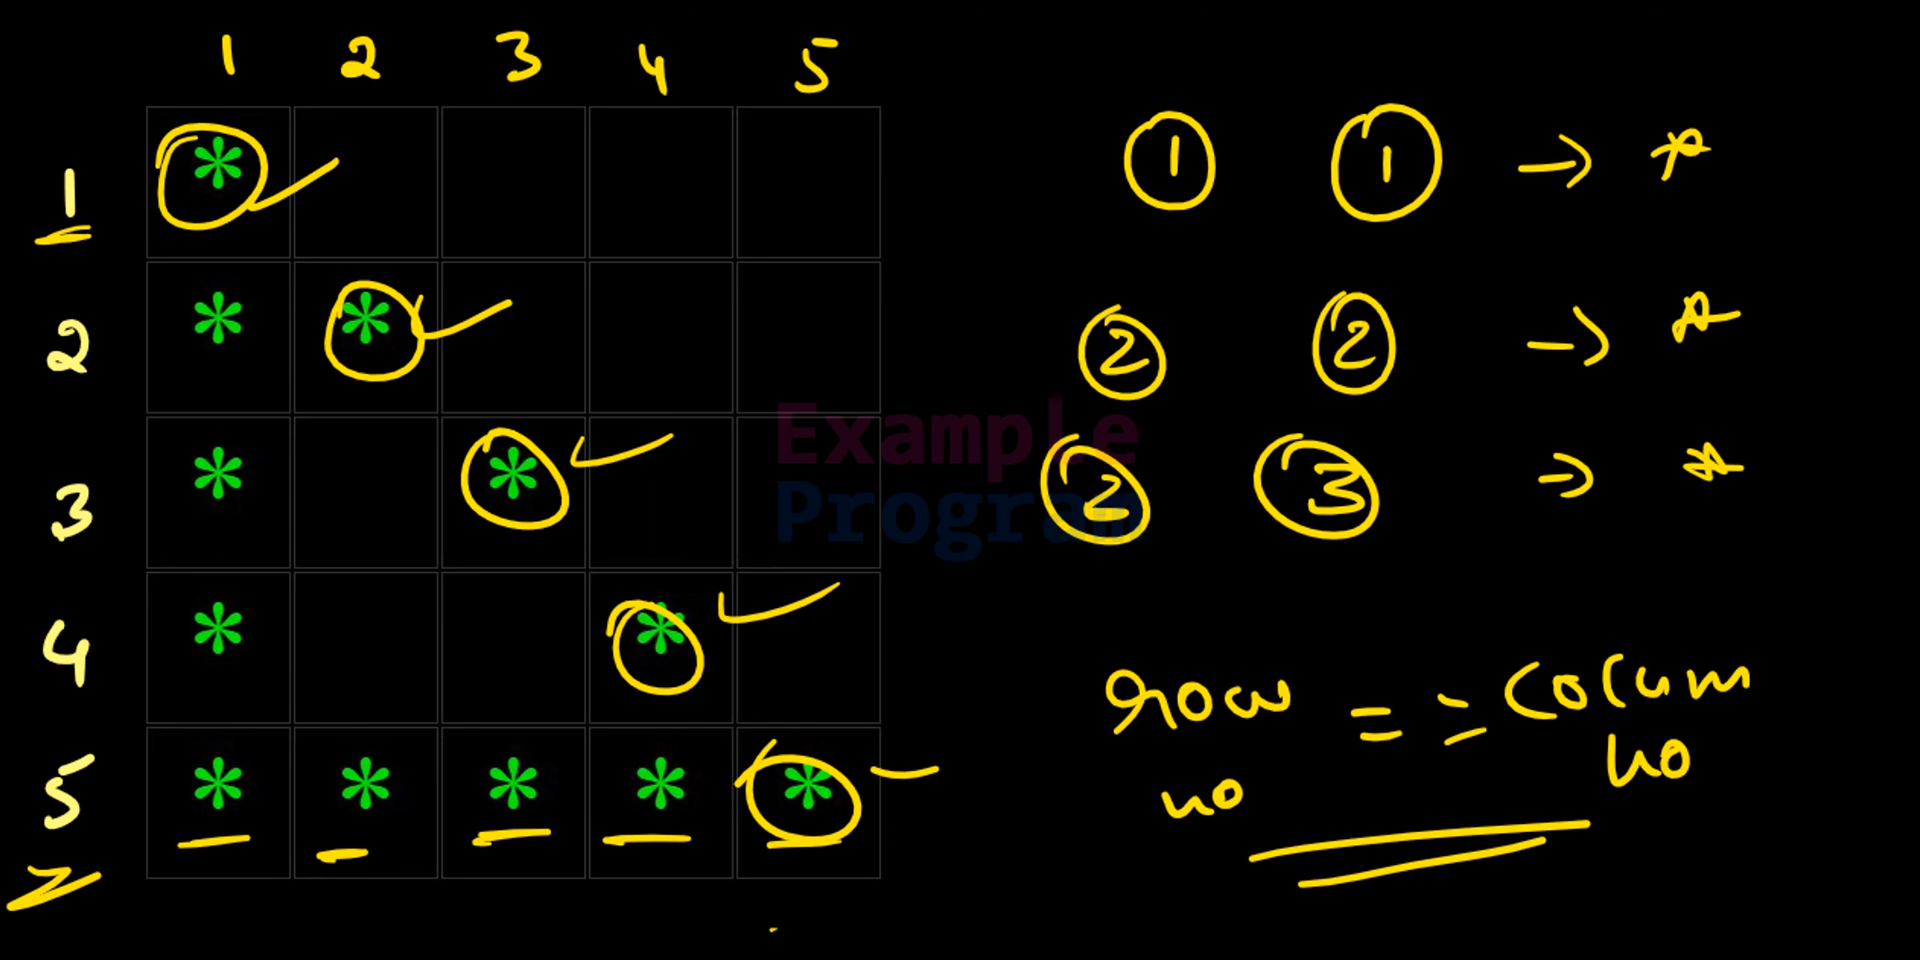 1 2 3 4 5
1 * ① ① → *
2 * * ② ② → *
3 * * ② ③ → *
4 * *
5 * * * * *
Example
Program
row == Colum
no no